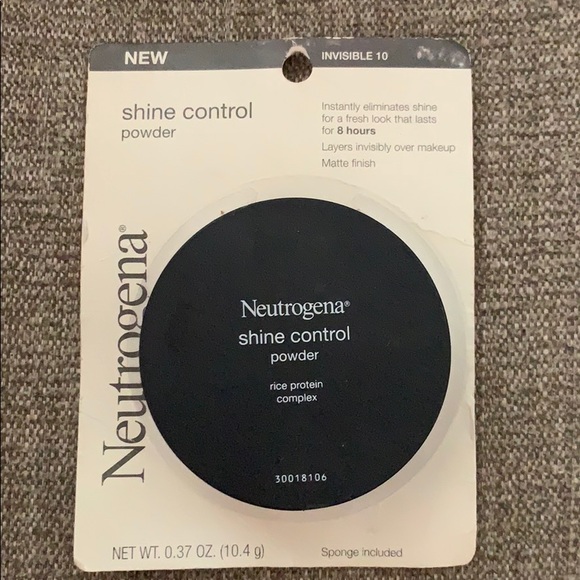 NEW
INVISIBLE 10
shine control
powder
Instantly eliminates shine
for a fresh look that lasts
for 8 hours
Layers invisibly over makeup
Matte finish
Neutrogena®
Neutrogena®
shine control
powder
rice protein
complex
30018106
NET WT. 0.37 OZ. (10.4 g)
Sponge included